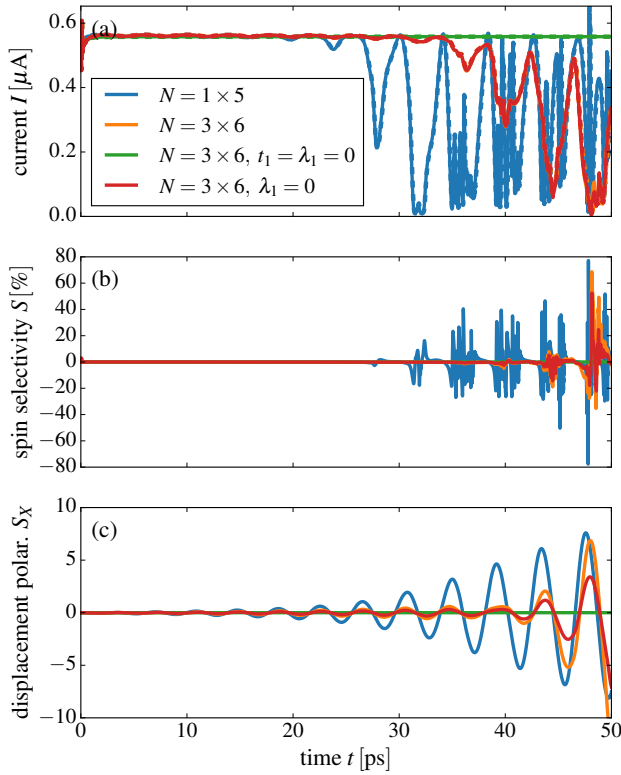 0.6
0.4
0.2
0.0
current I [μA]
(a)
N = 1 × 5
N = 3 × 6
N = 3 × 6, t₁ = λ₁ = 0
N = 3 × 6, λ₁ = 0
80
60
40
20
0
−20
−40
−60
−80
spin selectivity S [%]
(b)
10
5
0
−5
−10
displacement polar. S_X
(c)
0 10 20 30 40 50
time t [ps]